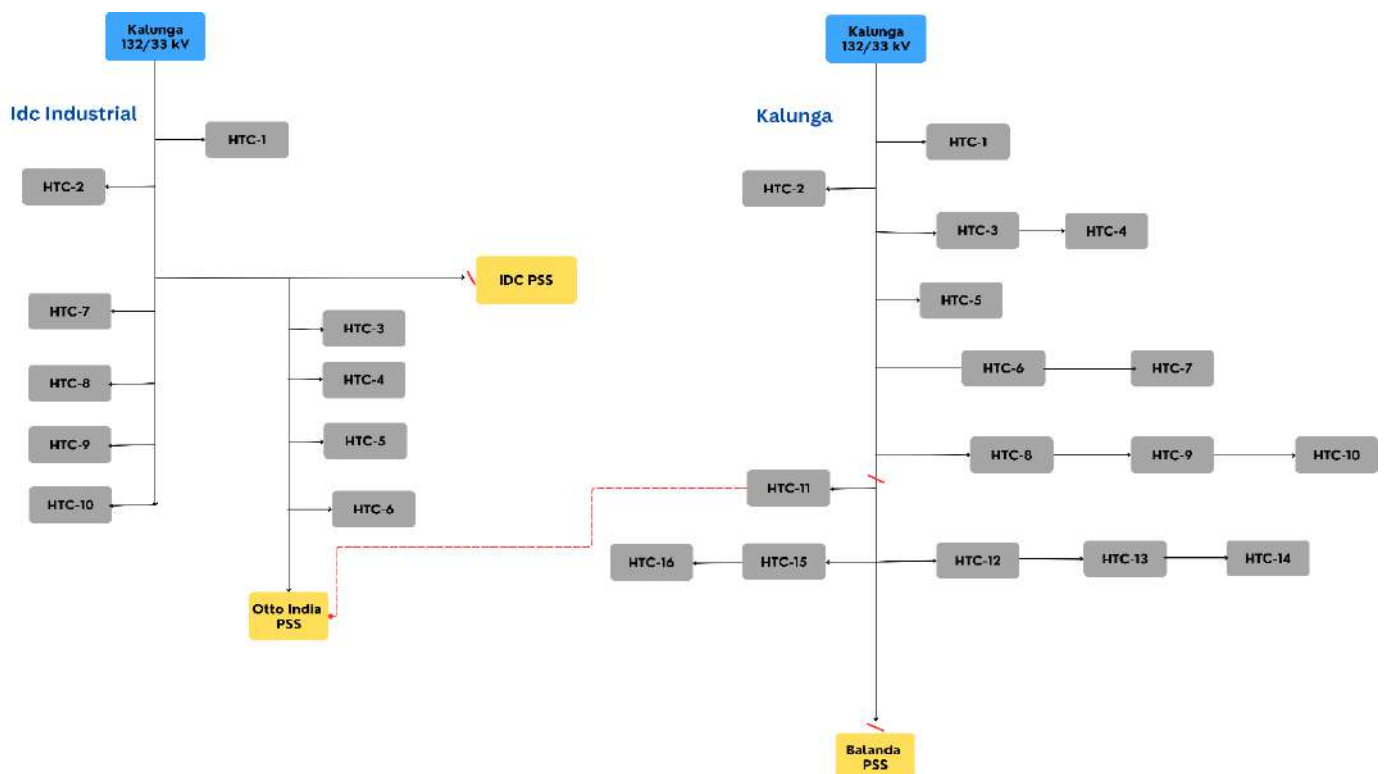 Kalunga
132/33 kV
Idc Industrial
HTC-1
HTC-2
IDC PSS
HTC-7
HTC-3
HTC-4
HTC-8
HTC-5
HTC-9
HTC-10
HTC-6
Otto India
PSS
Kalunga
132/33 kV
Kalunga
HTC-1
HTC-2
HTC-3
HTC-4
HTC-5
HTC-6
HTC-7
HTC-8
HTC-9
HTC-10
HTC-11
HTC-16
HTC-15
HTC-12
HTC-13
HTC-14
Balanda
PSS